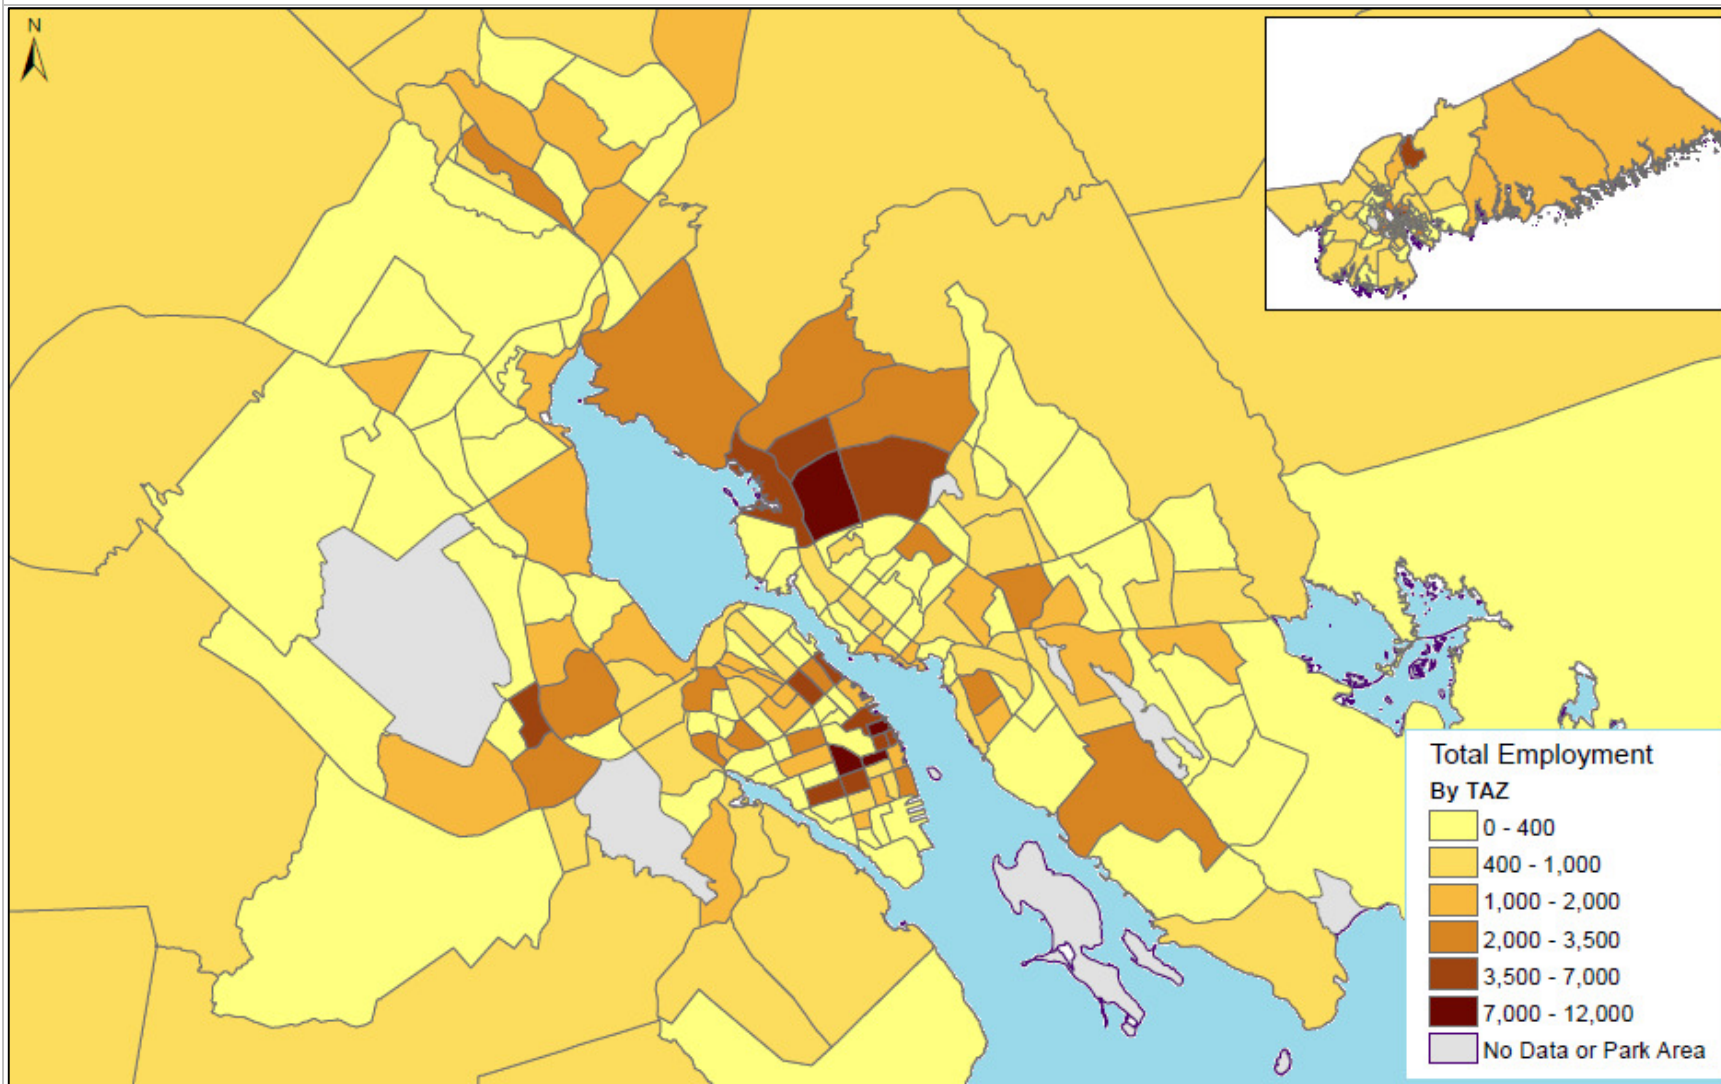 N
Total Employment
By TAZ
0 - 400
400 - 1,000
1,000 - 2,000
2,000 - 3,500
3,500 - 7,000
7,000 - 12,000
No Data or Park Area